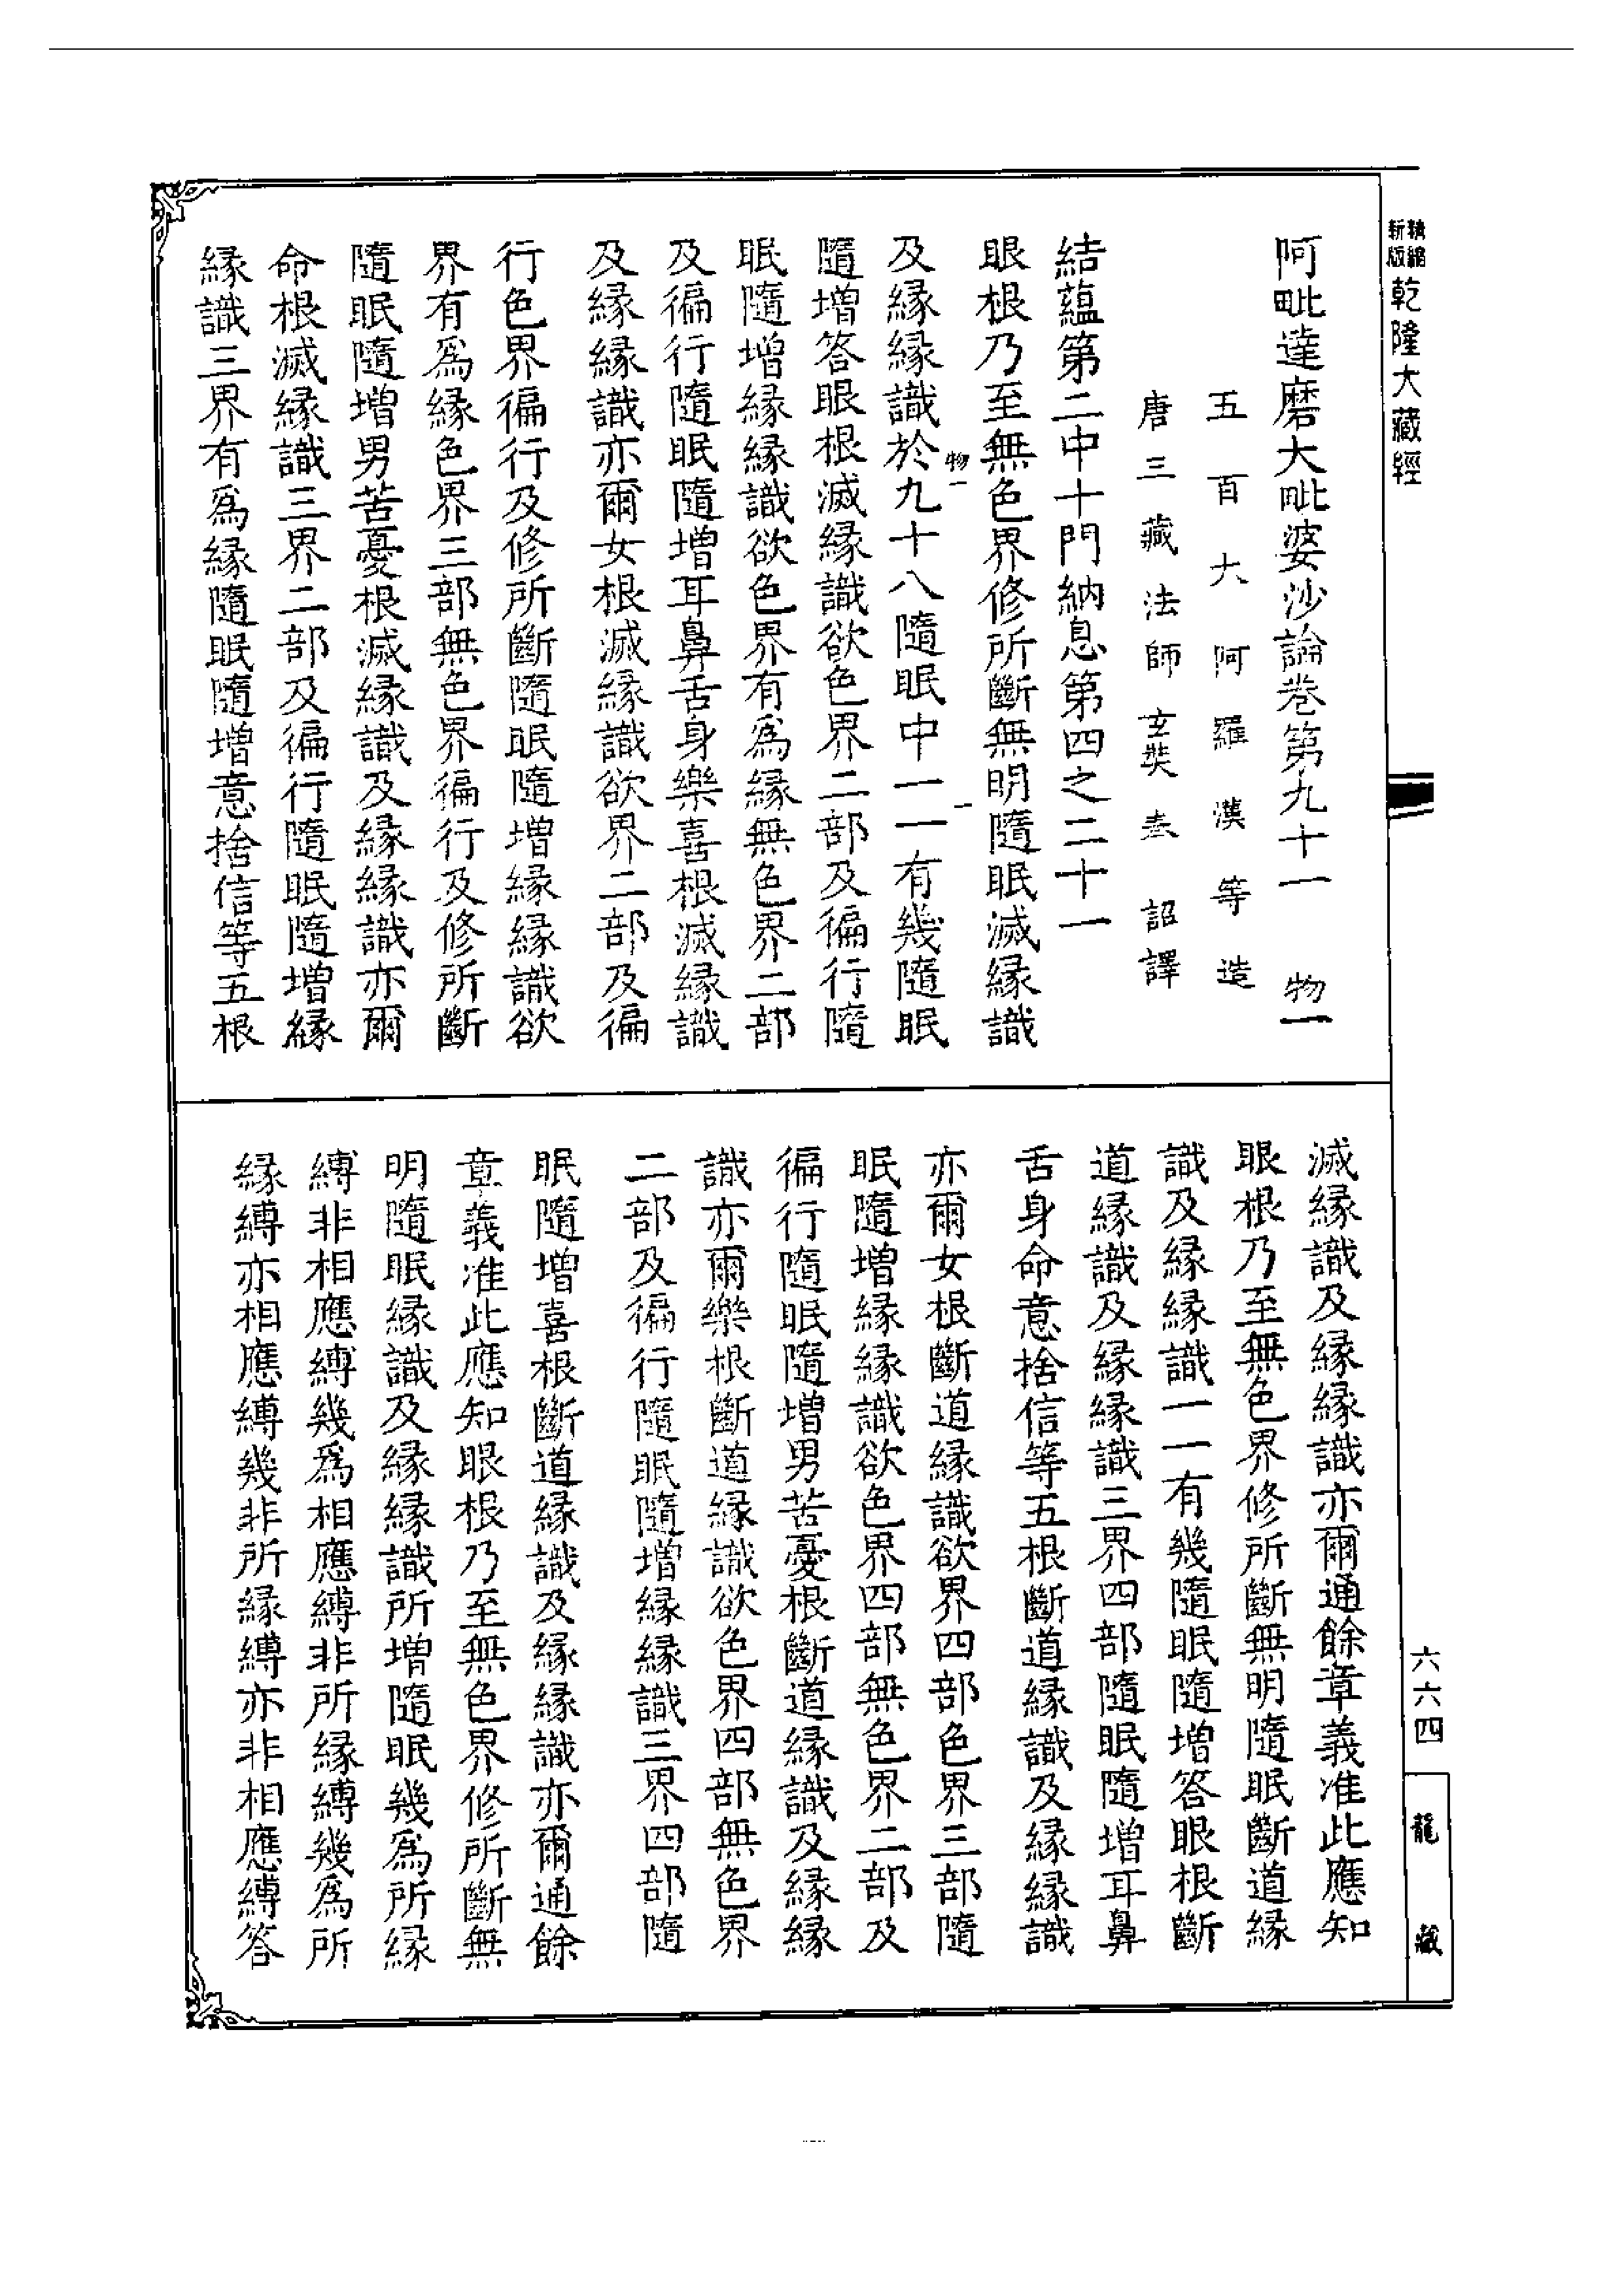 精縮新版乾隆大藏經
阿毗達磨大毗婆沙論卷第九十一 物一
五百大阿羅漢等造
唐三藏法師玄奘奉 詔譯
結蘊第二中十門納息第四之二十一
眼根乃至無色界修所斷無明隨眠滅緣識
物一
及緣緣識於九十八隨眠中一一有幾隨眠
隨增答眼根滅緣識欲色界二部及徧行隨
眠隨增緣緣識欲色界有爲緣無色界二部
及徧行隨眠隨增耳鼻舌身樂喜根滅緣識
及緣緣識亦爾女根滅緣識欲界二部及徧
行色界徧行及修所斷隨眠隨增緣緣識欲
界有爲緣色界三部無色界徧行及修所斷
隨眠隨增男苦憂根滅緣識及緣緣識亦爾
命根滅緣識三界二部及徧行隨眠隨增緣
緣識三界有爲緣隨眠隨增意捨信等五根
滅緣識及緣緣識亦爾通餘章義准此應知
眼根乃至無色界修所斷無明隨眠斷道緣
識及緣緣識一一有幾隨眠隨增答眼根斷
道緣識及緣緣識三界四部隨眠隨增耳鼻
舌身命意捨信等五根斷道緣識及緣緣識
亦爾女根斷道緣識欲界四部色界三部隨
眠隨增緣緣識欲色界四部無色界二部及
徧行隨眠隨增男苦憂根斷道緣識及緣緣
識亦爾樂根斷道緣識欲色界四部無色界
二部及徧行隨眠隨增緣緣識三界四部隨
眠隨增喜根斷道緣識及緣緣識亦爾通餘
章義准此應知眼根乃至無色界修所斷無
明隨眠緣識及緣緣識所增隨眠幾爲所緣
縛非相應縛幾爲相應縛非所緣縛幾爲所
緣縛亦相應縛幾非所緣縛亦非相應縛答
六六四
龍藏